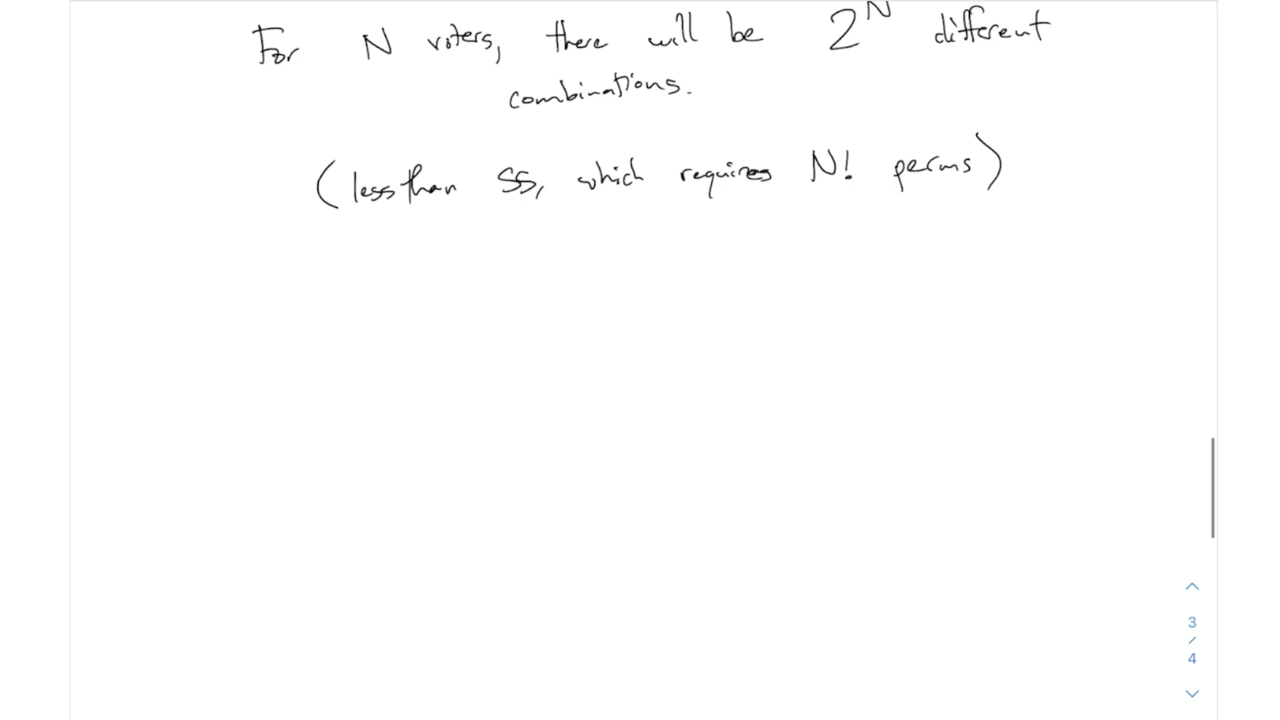 For N voters, there will be 2^N different
combinations.
(less than SS, which requires N! perms)
3
/
4